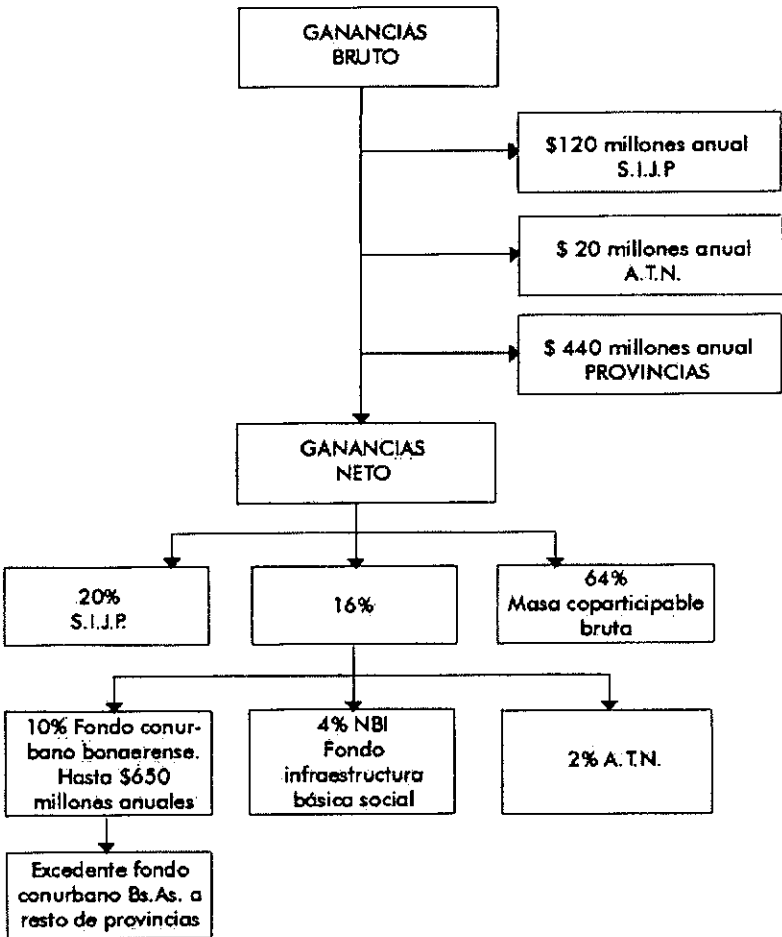 GANANCIAS
BRUTO
$120 millones anual
S.I.J.P
$ 20 millones anual
A.T.N.
$ 440 millones anual
PROVINCIAS
GANANCIAS
NETO
20%
S.I.J.P.
16%
64%
Masa coparticipable
bruta
10% Fondo conur-
bano bonaerense.
Hasta $650
millones anuales
4% NBI
Fondo
infraestructura
básica social
2% A.T.N.
Excedente fondo
conurbano Bs.As. a
resto de provincias